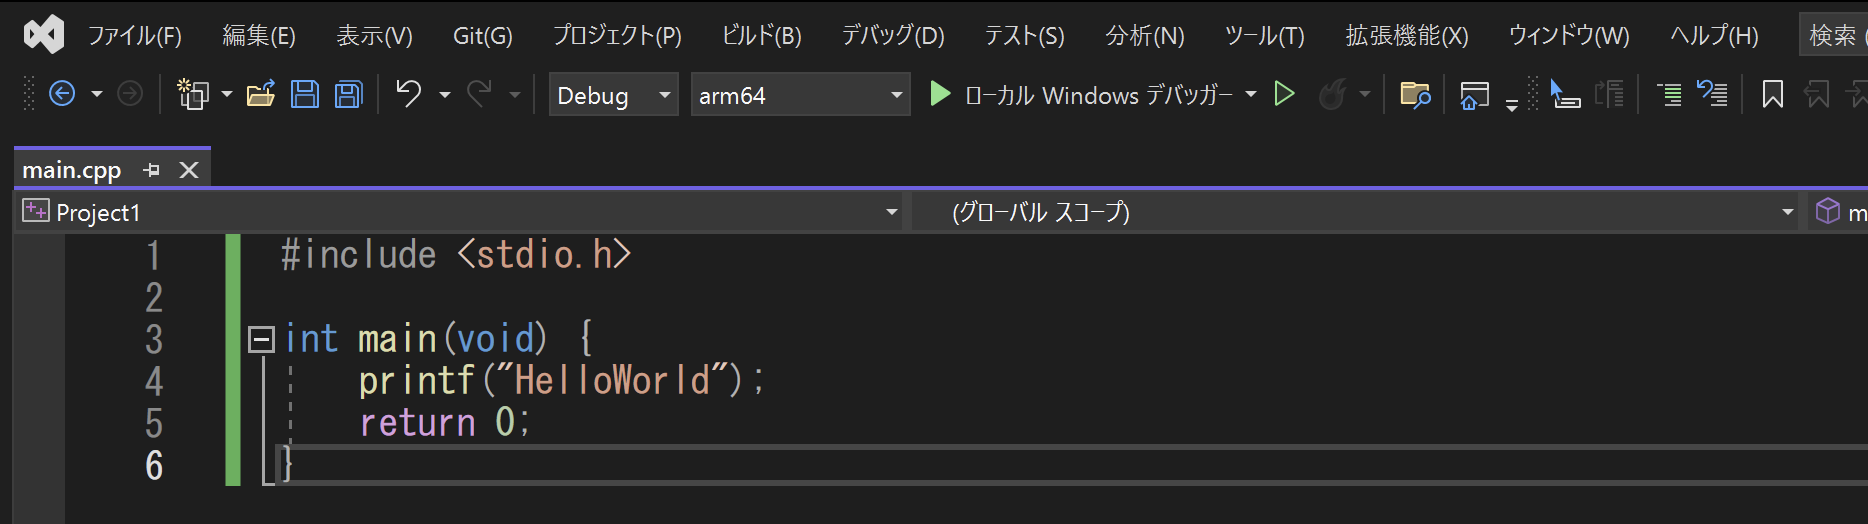 ファイル(F) 編集(E) 表示(V) Git(G) プロジェクト(P) ビルド(B) デバッグ(D) テスト(S) 分析(N) ツール(T) 拡張機能(X) ウィンドウ(W) ヘルプ(H) 検索 (
Debug arm64 ローカル Windows デバッガー
main.cpp
Project1 (グローバル スコープ) m
1 #include <stdio.h>
2
3 int main(void) {
4 printf("HelloWorld");
5 return 0;
6 }